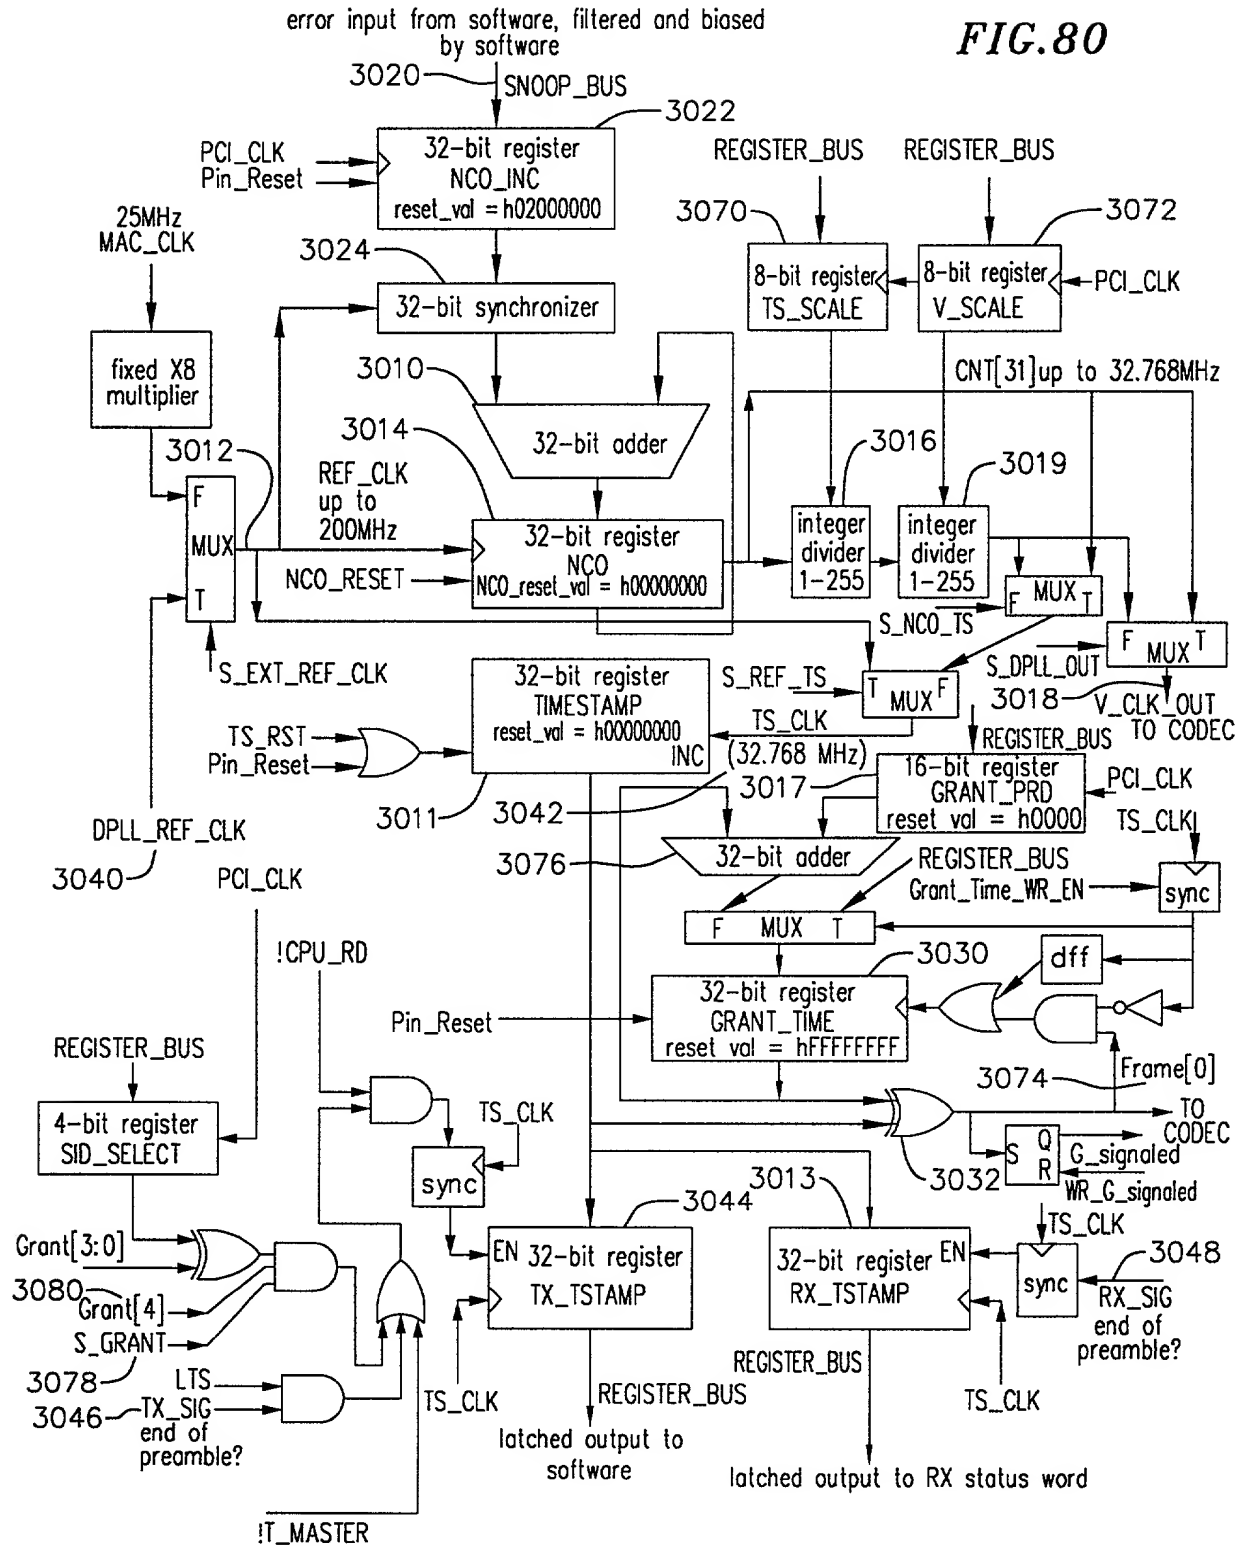 error input from software, filtered and biased
by software
FIG.80
3020
SNOOP_BUS
3022
PCI_CLK
Pin_Reset
32-bit register
NCO_INC
reset_val = h02000000
REGISTER_BUS
REGISTER_BUS
25MHz
MAC_CLK
3024
3070
3072
32-bit synchronizer
8-bit register
TS_SCALE
8-bit register
V_SCALE
PCI_CLK
fixed X8
multiplier
3010
CNT[31]up to 32.768MHz
32-bit adder
3014
3012
REF_CLK
up to
200MHz
3016
3019
F
MUX
T
32-bit register
NCO
NCO_reset_val = h00000000
NCO_RESET
integer
divider
1-255
integer
divider
1-255
F MUX T
S_NCO_TS
F MUX T
S_DPLL_OUT
S_EXT_REF_CLK
32-bit register
TIMESTAMP
reset_val = h00000000
INC
S_REF_TS
T MUX F
3018
V_CLK_OUT
TO CODEC
TS_RST
Pin_Reset
TS_CLK
(32.768 MHz)
REGISTER_BUS
3011
3042
3017
16-bit register
GRANT_PRD
reset val = h0000
PCI_CLK
TS_CLK
DPLL_REF_CLK
3040
3076
32-bit adder
REGISTER_BUS
Grant_Time_WR_EN
sync
PCI_CLK
F MUX T
!CPU_RD
3030
dff
Pin_Reset
32-bit register
GRANT_TIME
reset val = hFFFFFFFF
REGISTER_BUS
3074
Frame[0]
4-bit register
SID_SELECT
TS_CLK
TO
CODEC
sync
S Q
R
G_signaled
WR_G_signaled
3032
3044
3013
TS_CLK
Grant[3:0]
EN 32-bit register
TX_TSTAMP
32-bit register EN
RX_TSTAMP
sync
3048
RX_SIG
end of
preamble?
3080
Grant[4]
S_GRANT
3078
LTS
3046
TX_SIG
end of
preamble?
TS_CLK
REGISTER_BUS
REGISTER_BUS
TS_CLK
latched output to
software
latched output to RX status word
!T_MASTER